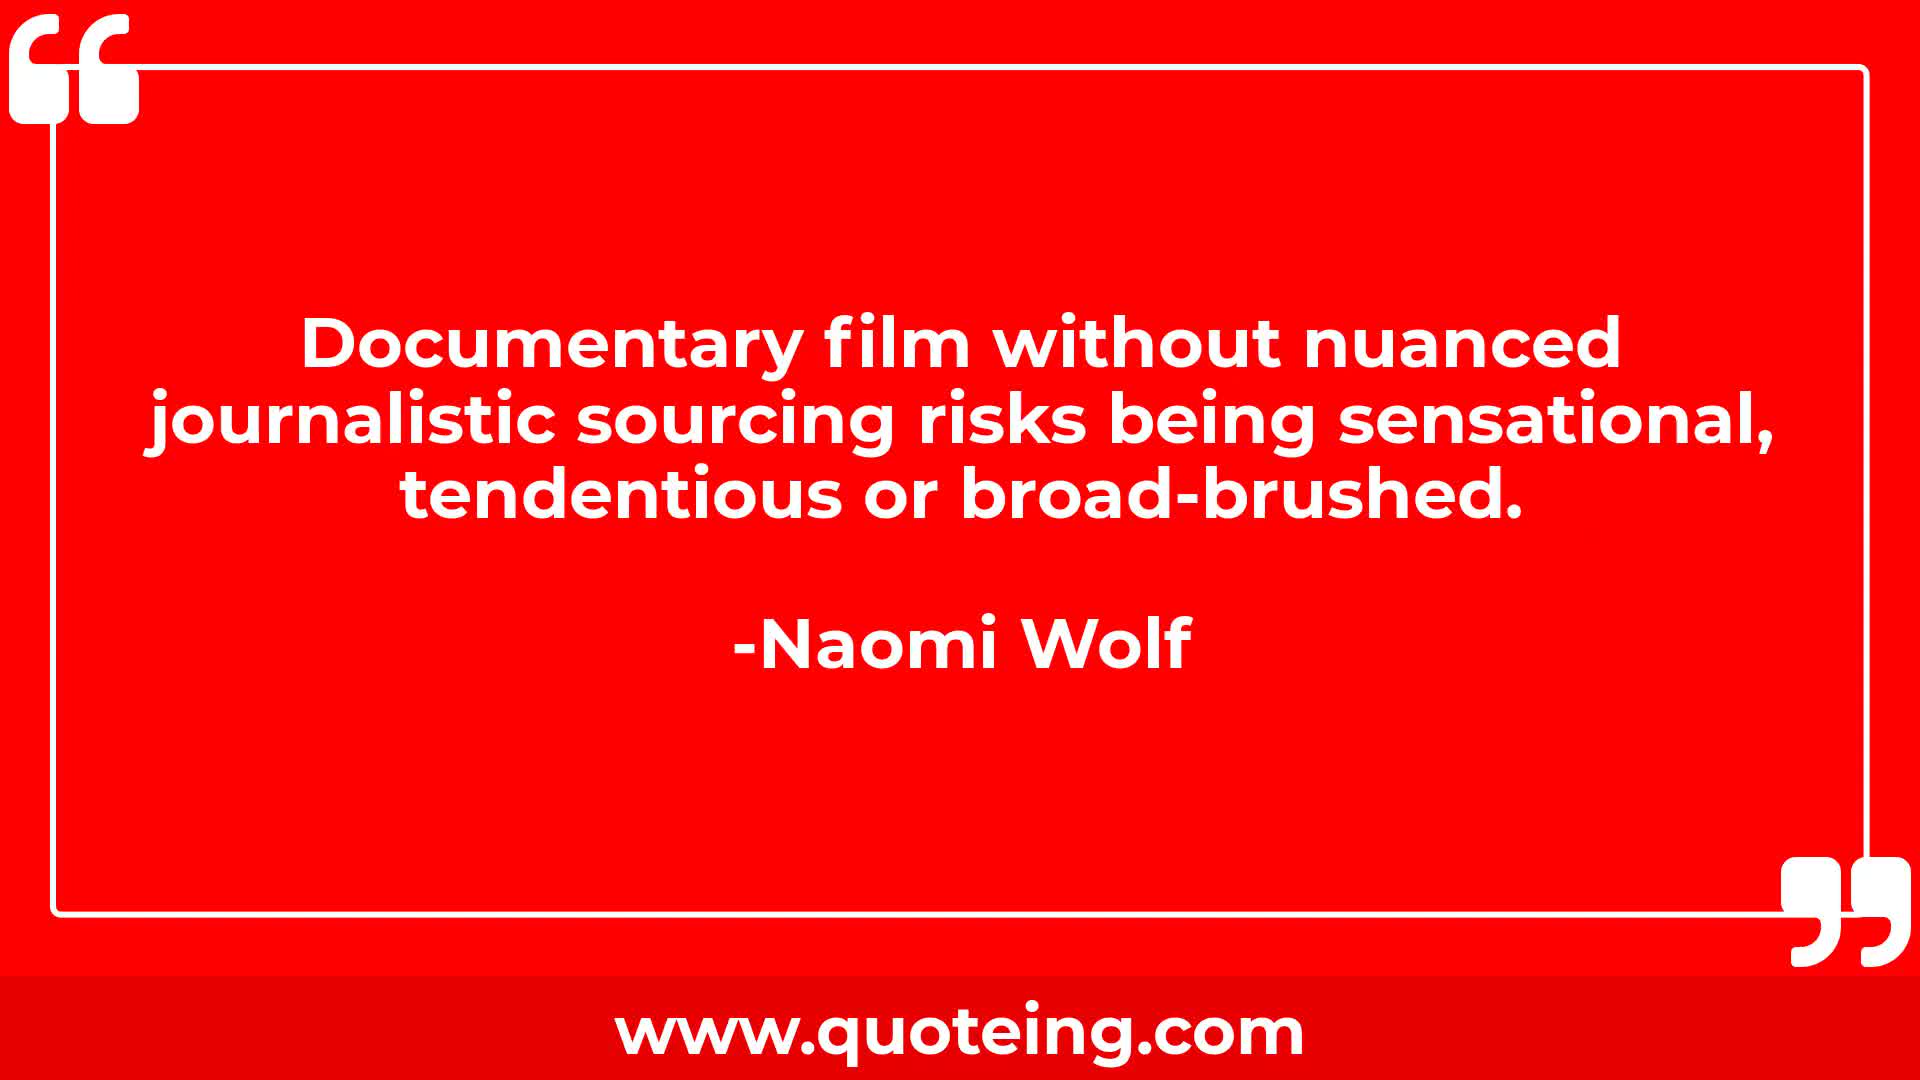 Documentary film without nuanced
journalistic sourcing risks being sensational,
tendentious or broad-brushed.
-Naomi Wolf
www.quoteing.com